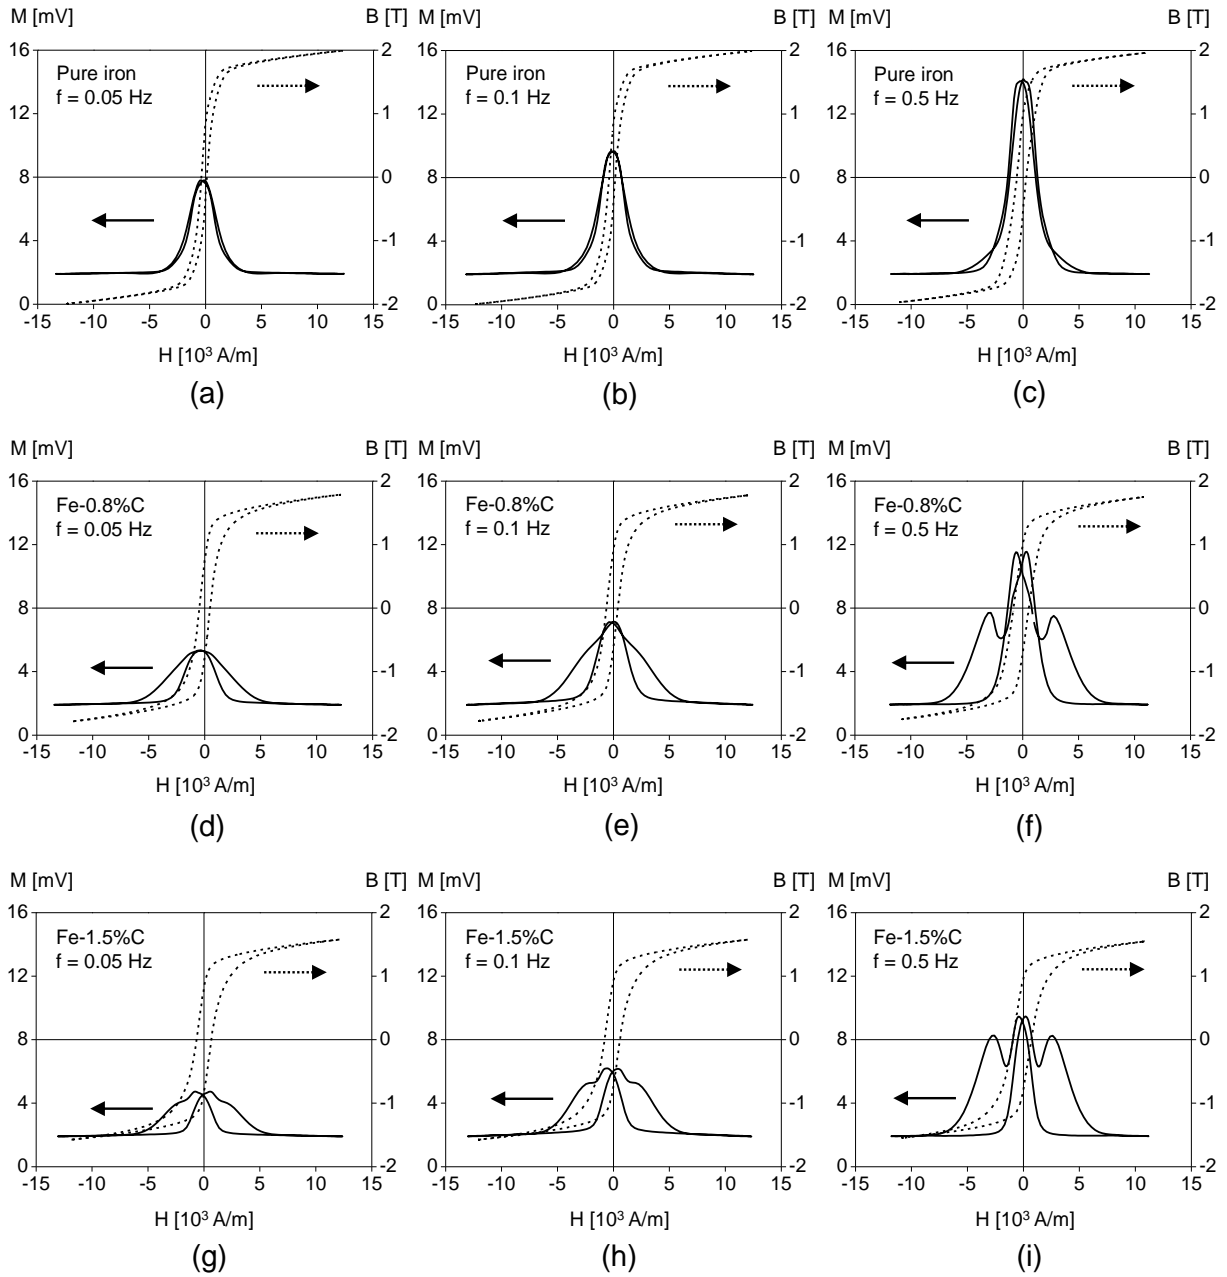 M [mV] B [T] M [mV] B [T] M [mV] B [T]
16 2 16 2 16 2
Pure iron Pure iron Pure iron
f = 0.05 Hz f = 0.1 Hz f = 0.5 Hz
12 1 12 1 12 1
8 0 8 0 8 0
4 -1 4 -1 4 -1
0 -2 0 -2 0 -2
-15 -10 -5 0 5 10 15 -15 -10 -5 0 5 10 15 -15 -10 -5 0 5 10 15
H [10³ A/m] H [10³ A/m] H [10³ A/m]
(a) (b) (c)
M [mV] B [T] M [mV] B [T] M [mV] B [T]
16 2 16 2 16 2
Fe-0.8%C Fe-0.8%C Fe-0.8%C
f = 0.05 Hz f = 0.1 Hz f = 0.5 Hz
12 1 12 1 12 1
8 0 8 0 8 0
4 -1 4 -1 4 -1
0 -2 0 -2 0 -2
-15 -10 -5 0 5 10 15 -15 -10 -5 0 5 10 15 -15 -10 -5 0 5 10 15
H [10³ A/m] H [10³ A/m] H [10³ A/m]
(d) (e) (f)
M [mV] B [T] M [mV] B [T] M [mV] B [T]
16 2 16 2 16 2
Fe-1.5%C Fe-1.5%C Fe-1.5%C
f = 0.05 Hz f = 0.1 Hz f = 0.5 Hz
12 1 12 1 12 1
8 0 8 0 8 0
4 -1 4 -1 4 -1
0 -2 0 -2 0 -2
-15 -10 -5 0 5 10 15 -15 -10 -5 0 5 10 15 -15 -10 -5 0 5 10 15
H [10³ A/m] H [10³ A/m] H [10³ A/m]
(g) (h) (i)